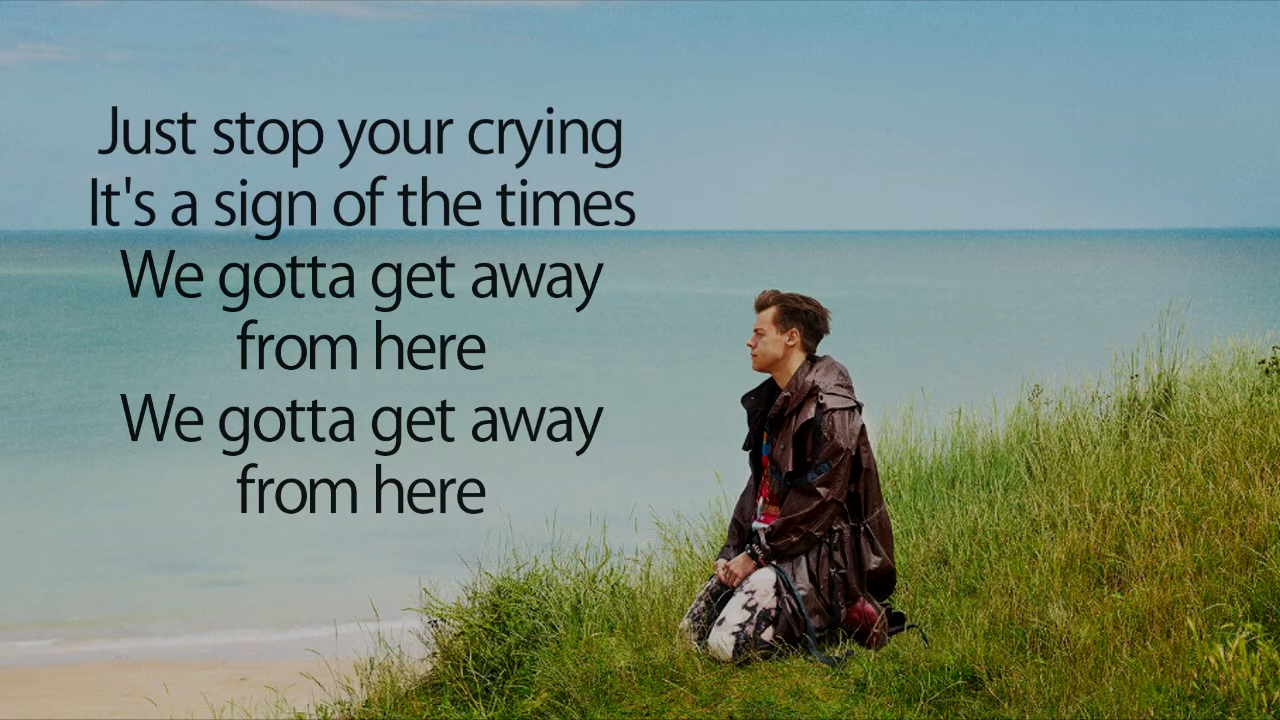 Just stop your crying
It's a sign of the times
We gotta get away
from here
We gotta get away
from here